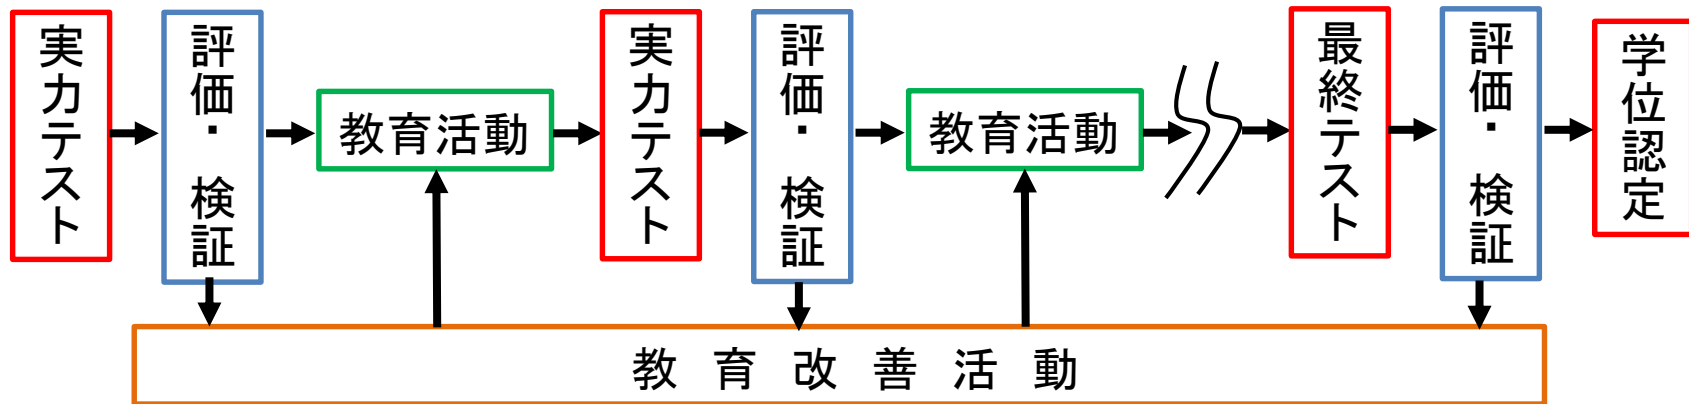 実力テスト
評価・検証
教育活動
実力テスト
評価・検証
教育活動
最終テスト
評価・検証
学位認定
教育改善活動